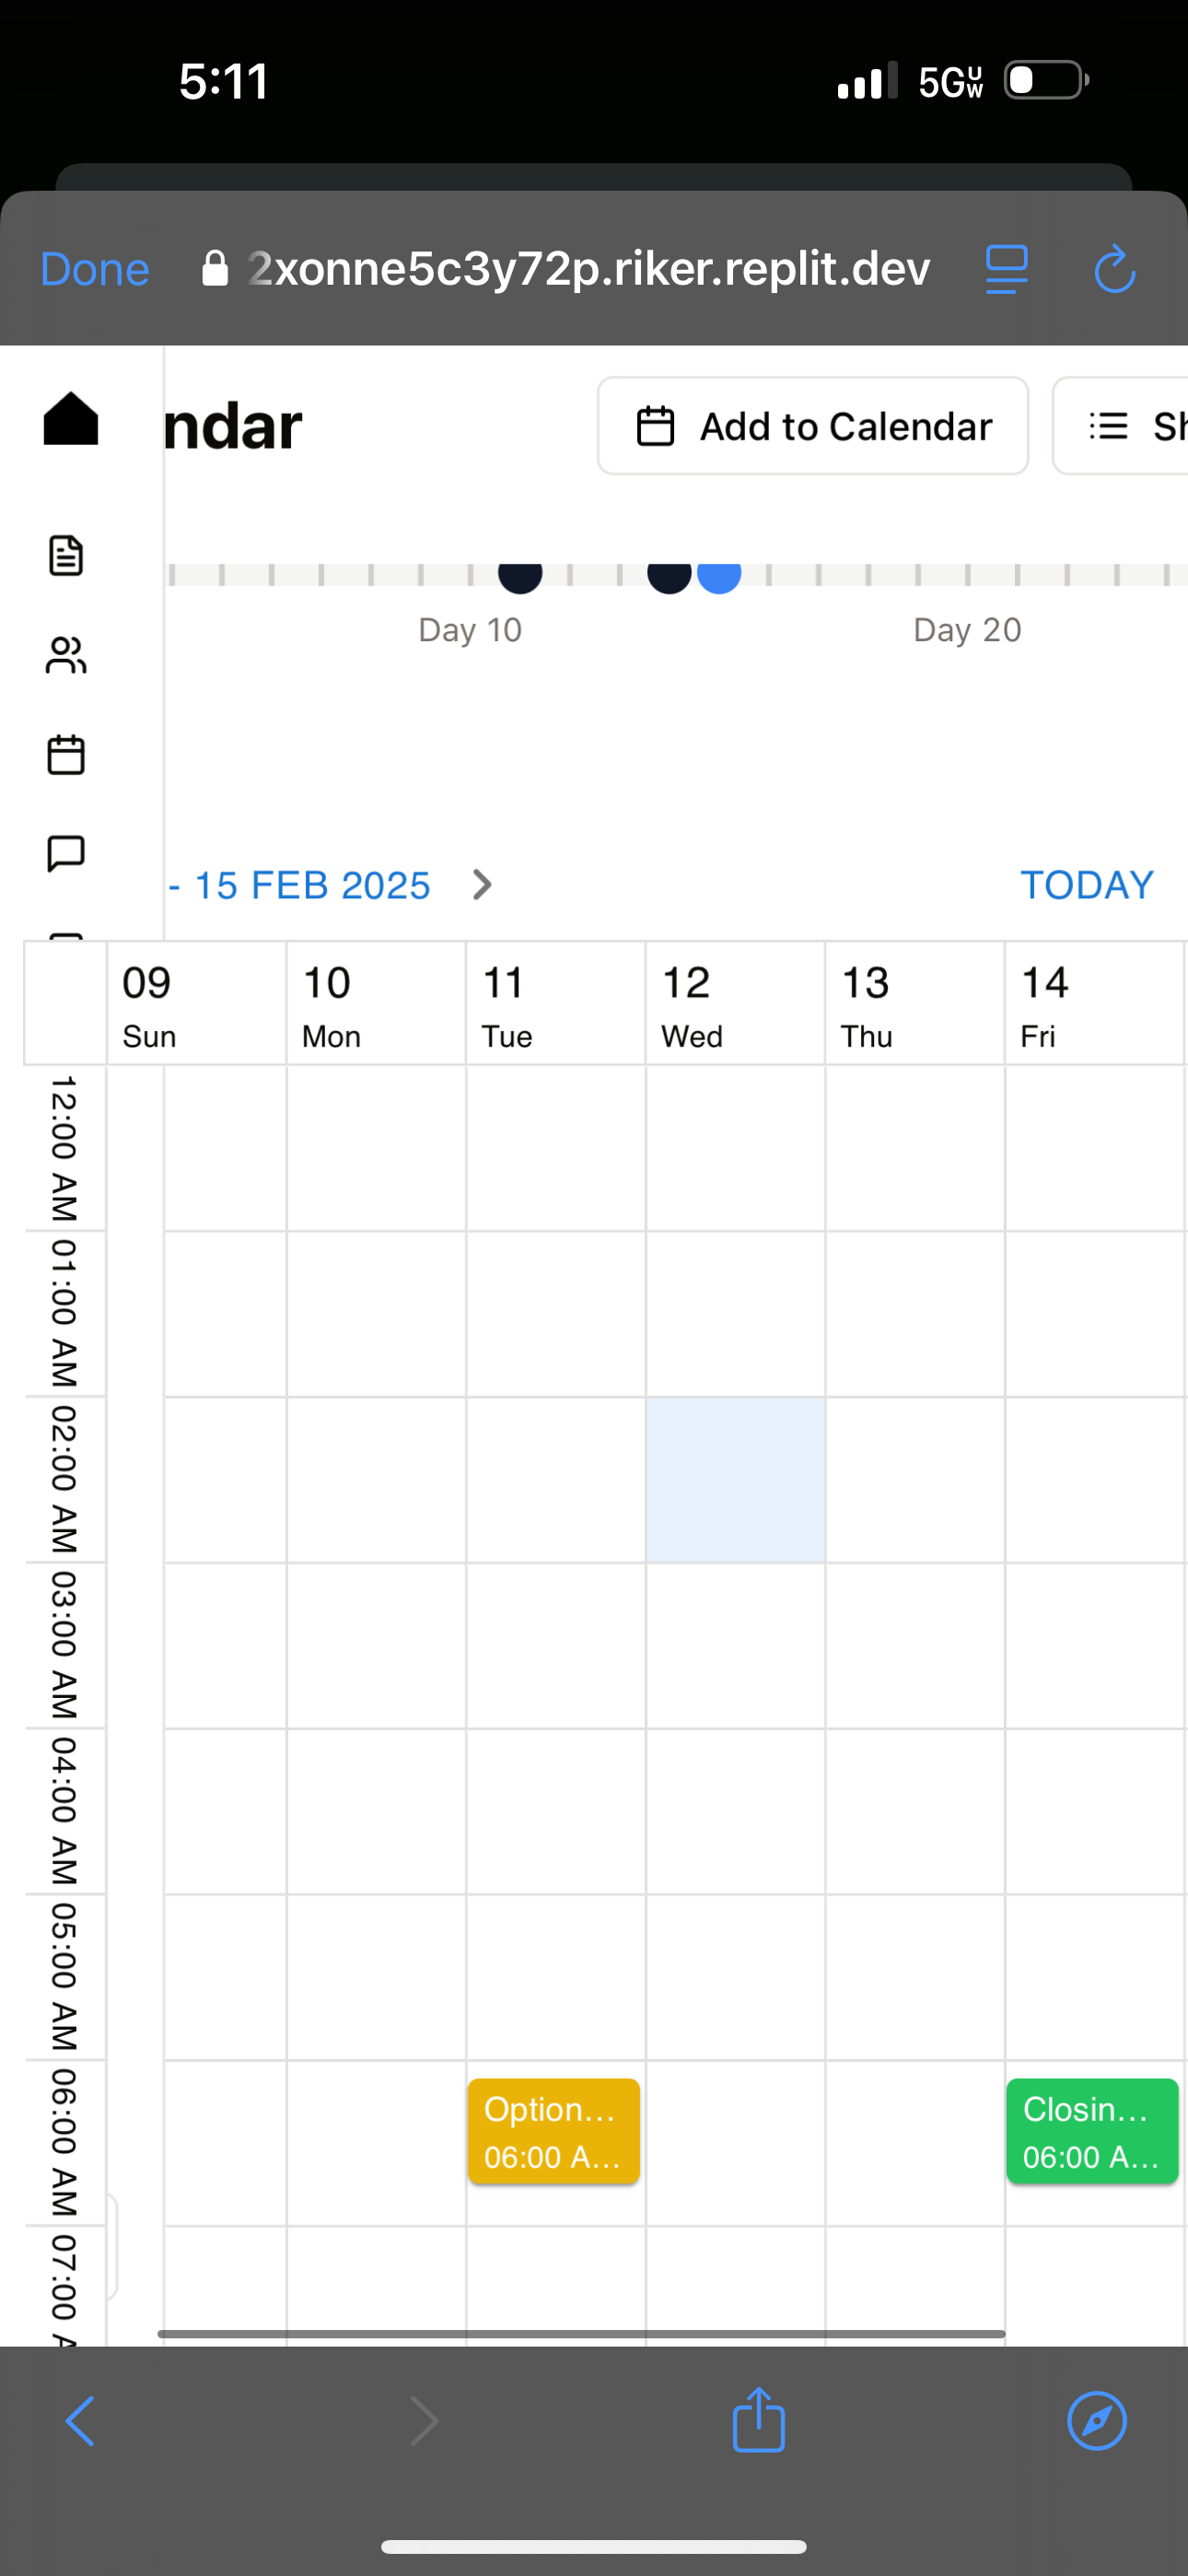 5:11
5GUW
Done
2xonne5c3y72p.riker.replit.dev
ndar
Add to Calendar
Sh
Day 10
Day 20
- 15 FEB 2025
TODAY
09
10
11
12
13
14
Sun
Mon
Tue
Wed
Thu
Fri
12:00 AM
01:00 AM
02:00 AM
03:00 AM
04:00 AM
05:00 AM
06:00 AM
Option...
06:00 A...
Closin...
06:00 A...
07:00 A